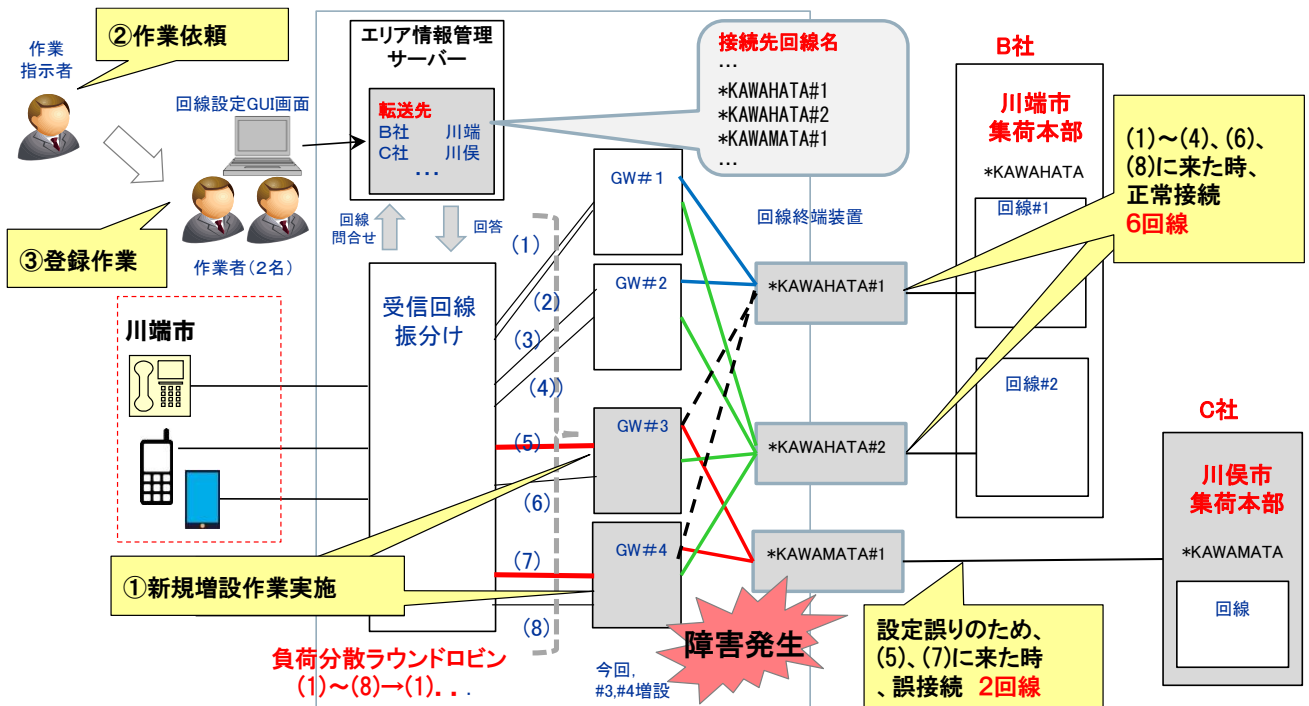 ②作業依頼
作業
指示者
回線設定GUI画面
③登録作業
作業者(2名)
エリア情報管理
サーバー
転送先
B社 川端
C社 川俣
...
接続先回線名
...
*KAWAHATA#1
*KAWAHATA#2
*KAWAMATA#1
...
回線
問合せ
回答
川端市
受信回線
振分け
(1)
(2)
(3)
(4))
(5)
(6)
(7)
(8)
GW#1
GW#2
GW#3
GW#4
回線終端装置
*KAWAHATA#1
*KAWAHATA#2
*KAWAMATA#1
B社
川端市
集荷本部
*KAWAHATA
回線#1
回線#2
(1)~(4)、(6)、
(8)に来た時、
正常接続
6回線
C社
川俣市
集荷本部
*KAWAMATA
回線
①新規増設作業実施
負荷分散ラウンドロビン
(1)~(8)→(1)...
今回,
#3,#4増設
障害発生
設定誤りのため、
(5)、(7)に来た時
、誤接続 2回線